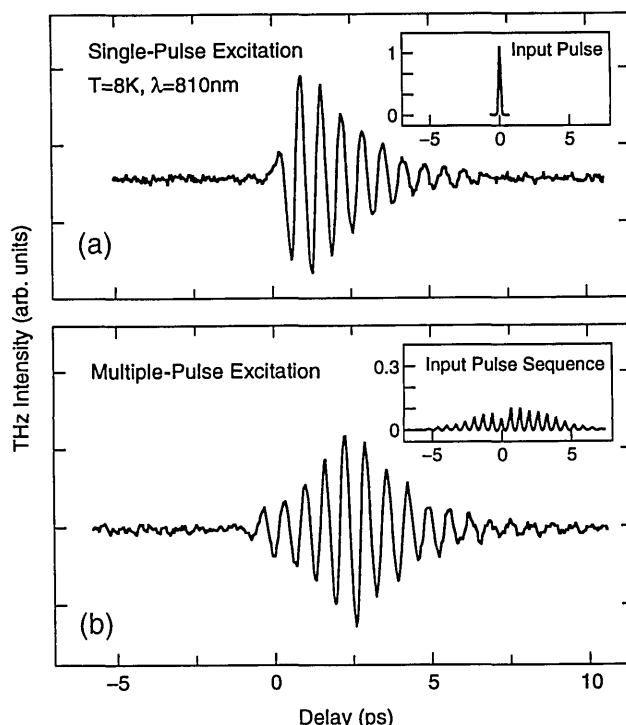 Single-Pulse Excitation
T=8K, λ=810nm
Input Pulse
1
0
−5 0 5
(a)
THz Intensity (arb. units)
Multiple-Pulse Excitation
Input Pulse Sequence
0.3
0
−5 0 5
(b)
−5 0 5 10
Delay (ps)